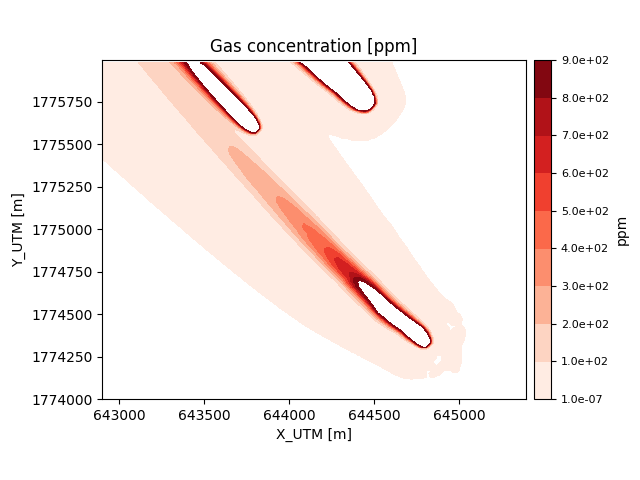 Gas concentration [ppm]
1775750
1775500
1775250
1775000
1774750
1774500
1774250
1774000
Y_UTM [m]
643000 643500 644000 644500 645000
X_UTM [m]
9.0e+02
8.0e+02
7.0e+02
6.0e+02
5.0e+02
4.0e+02
3.0e+02
2.0e+02
1.0e+02
1.0e-07
ppm